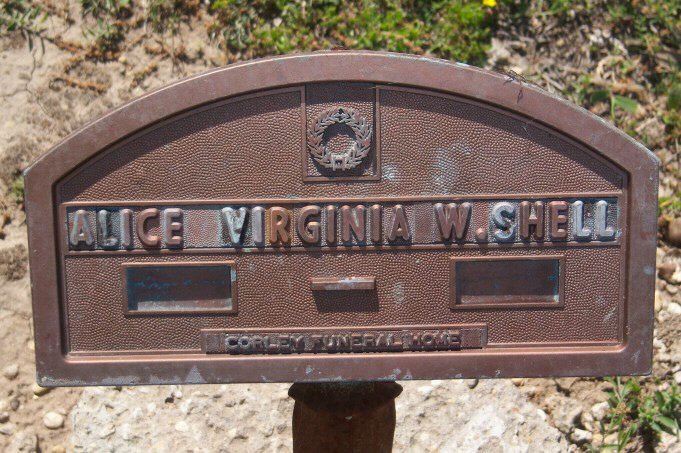 ALICE VIRGINIA W. SHELL
CORLEY FUNERAL HOME